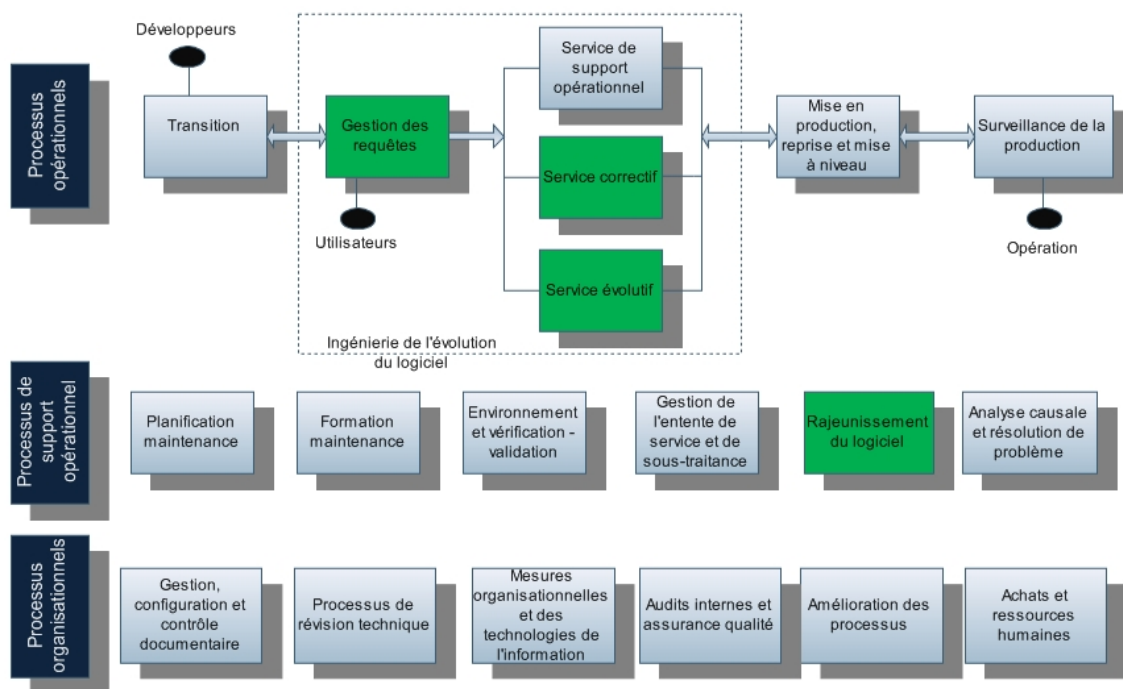 Développeurs
Processus
opérationnels
Transition
Gestion des
requêtes
Utilisateurs
Service de
support
opérationnel
Service correctif
Service évolutif
Ingénierie de l'évolution
du logiciel
Mise en
production,
reprise et mise
à niveau
Surveillance de la
production
Opération
Processus de
support
opérationnel
Planification
maintenance
Formation
maintenance
Environnement
et vérification -
validation
Gestion de
l'entente de
service et de
sous-traitance
Rajeunissement
du logiciel
Analyse causale
et résolution de
problème
Processus
organisationnels
Gestion,
configuration et
contrôle
documentaire
Processus de
révision technique
Mesures
organisationnelles
et des
technologies de
l'information
Audits internes et
assurance qualité
Amélioration des
processus
Achats et
ressources
humaines